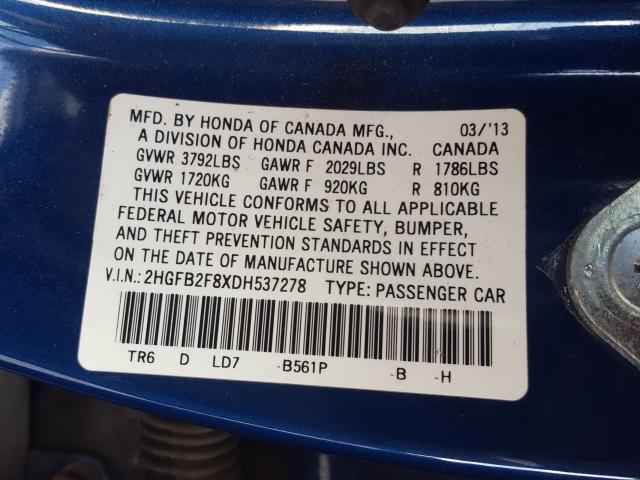 MFD. BY HONDA OF CANADA MFG., 03/'13
A DIVISION OF HONDA CANADA INC. CANADA
GVWR 3792LBS GAWR F 2029LBS R 1786LBS
GVWR 1720KG GAWR F 920KG R 810KG
THIS VEHICLE CONFORMS TO ALL APPLICABLE
FEDERAL MOTOR VEHICLE SAFETY, BUMPER,
AND THEFT PREVENTION STANDARDS IN EFFECT
ON THE DATE OF MANUFACTURE SHOWN ABOVE.
V.I.N.: 2HGFB2F8XDH537278 TYPE: PASSENGER CAR
TR6 D LD7 -B561P -B -H